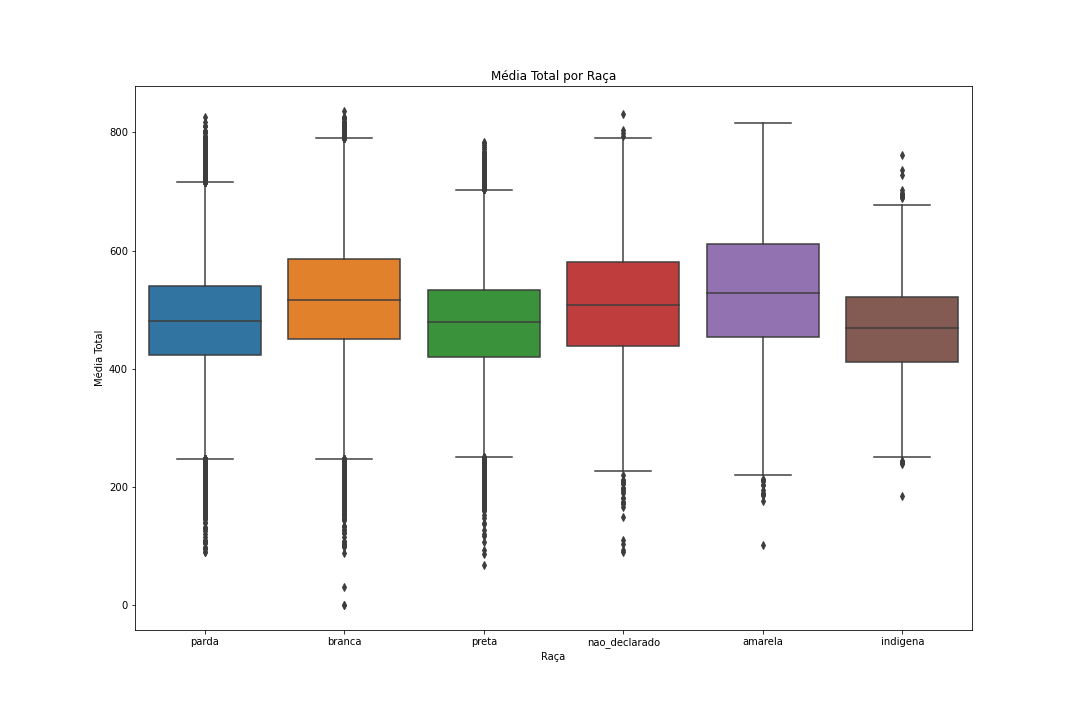 Média Total por Raça
Média Total
800
600
400
200
0
parda branca preta nao_declarado amarela indigena
Raça